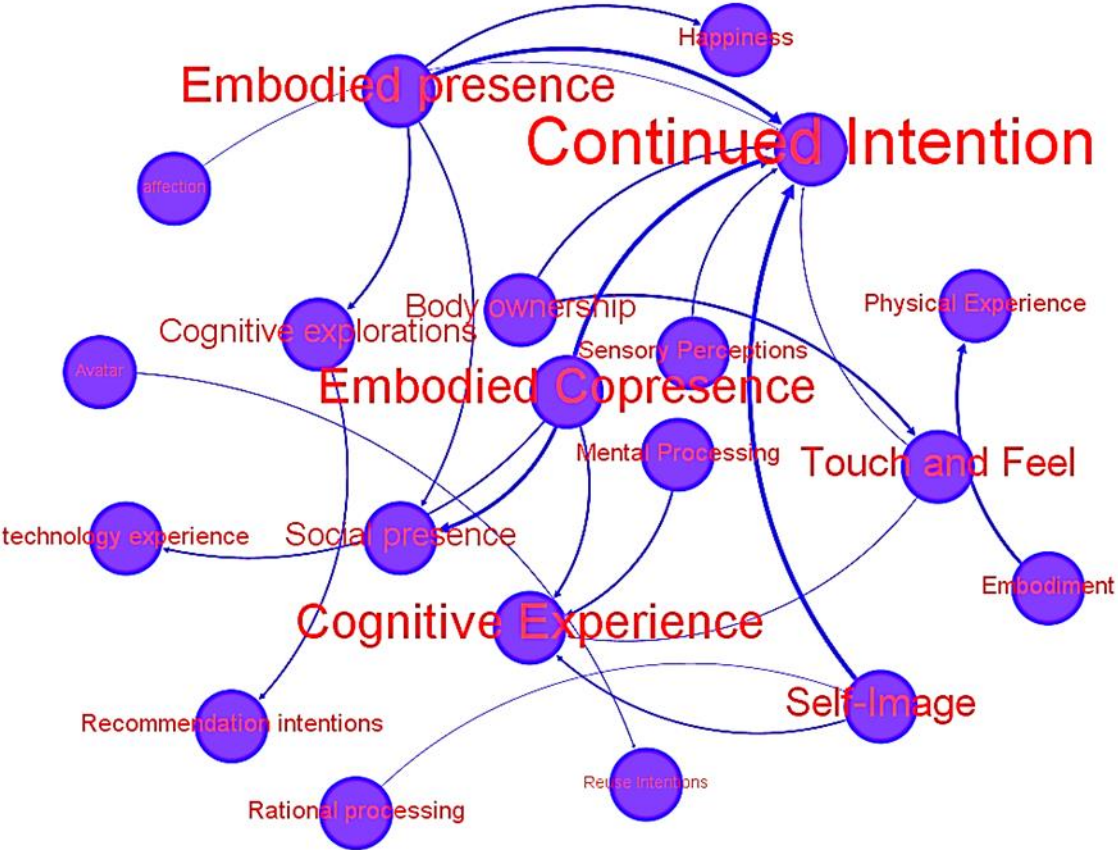 Happiness
Embodied presence
Continued Intention
affection
Physical Experience
Body ownership
Cognitive explorations
Sensory Perceptions
Avatar
Embodied Copresence
Mental Processing
Touch and Feel
technology experience
Social presence
Embodiment
Cognitive Experience
Self-Image
Recommendation intentions
Reuse Intentions
Rational processing